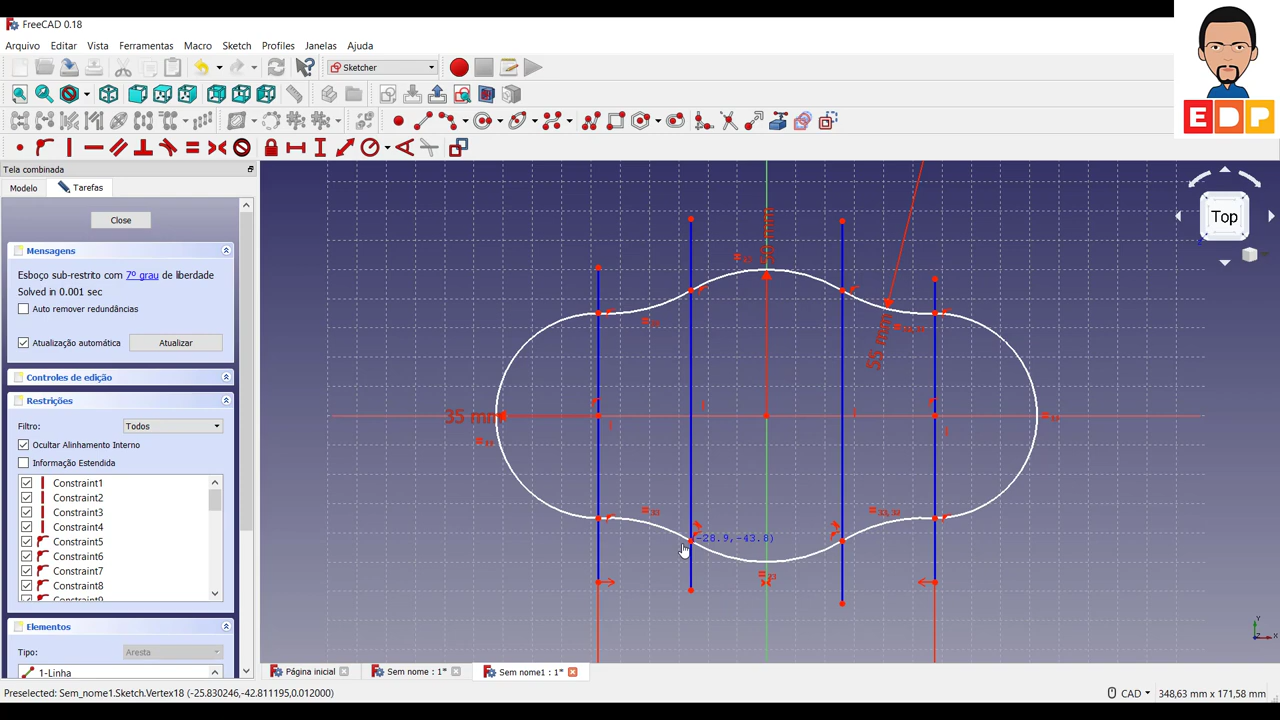 FreeCAD 0.18
Arquivo Editar Vista Ferramentas Macro Sketch Profiles Janelas Ajuda
Sketcher
EDP
Tela combinada
Modelo Tarefas
Close
Mensagens
Esboço sub-restrito com 7º grau de liberdade
Solved in 0.001 sec
Auto remover redundâncias
Atualização automática Atualizar
Controles de edição
Restrições
Filtro: Todos
Ocultar Alinhamento Interno
Informação Estendida
Constraint1
Constraint2
Constraint3
Constraint4
Constraint5
Constraint6
Constraint7
Constraint8
Constraint9
Elementos
Tipo: Aresta
1-Linha
50 mm
55 mm
35 mm
(-28.9,-43.8)
Top
Y
Z
X
Página inicial Sem nome : 1* Sem nome1 : 1*
Preselected: Sem_nome1.Sketch.Vertex18 (-25.830246,-42.811195,0.012000) CAD 348,63 mm x 171,58 mm